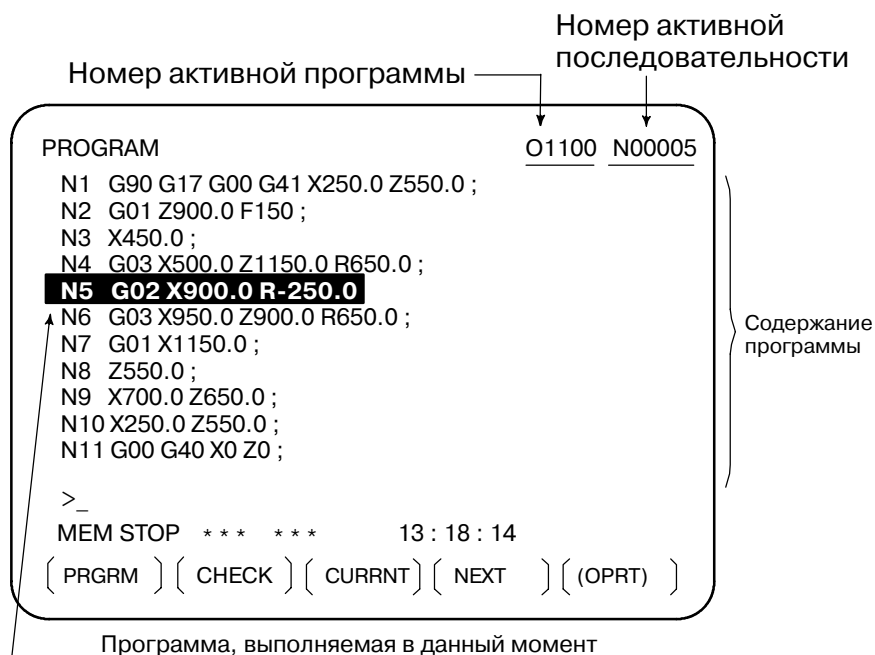 Номер активной
последовательности
Номер активной программы
PROGRAM O1100 N00005
N1 G90 G17 G00 G41 X250.0 Z550.0 ;
N2 G01 Z900.0 F150 ;
N3 X450.0 ;
N4 G03 X500.0 Z1150.0 R650.0 ;
N5 G02 X900.0 R-250.0
N6 G03 X950.0 Z900.0 R650.0 ;
N7 G01 X1150.0 ;
N8 Z550.0 ;
N9 X700.0 Z650.0 ;
N10 X250.0 Z550.0 ;
N11 G00 G40 X0 Z0 ;
Содержание
программы
>_
MEM STOP * * * * * * 13 : 18 : 14
PRGRM CHECK CURRNT NEXT (OPRT)
Программа, выполняемая в данный момент